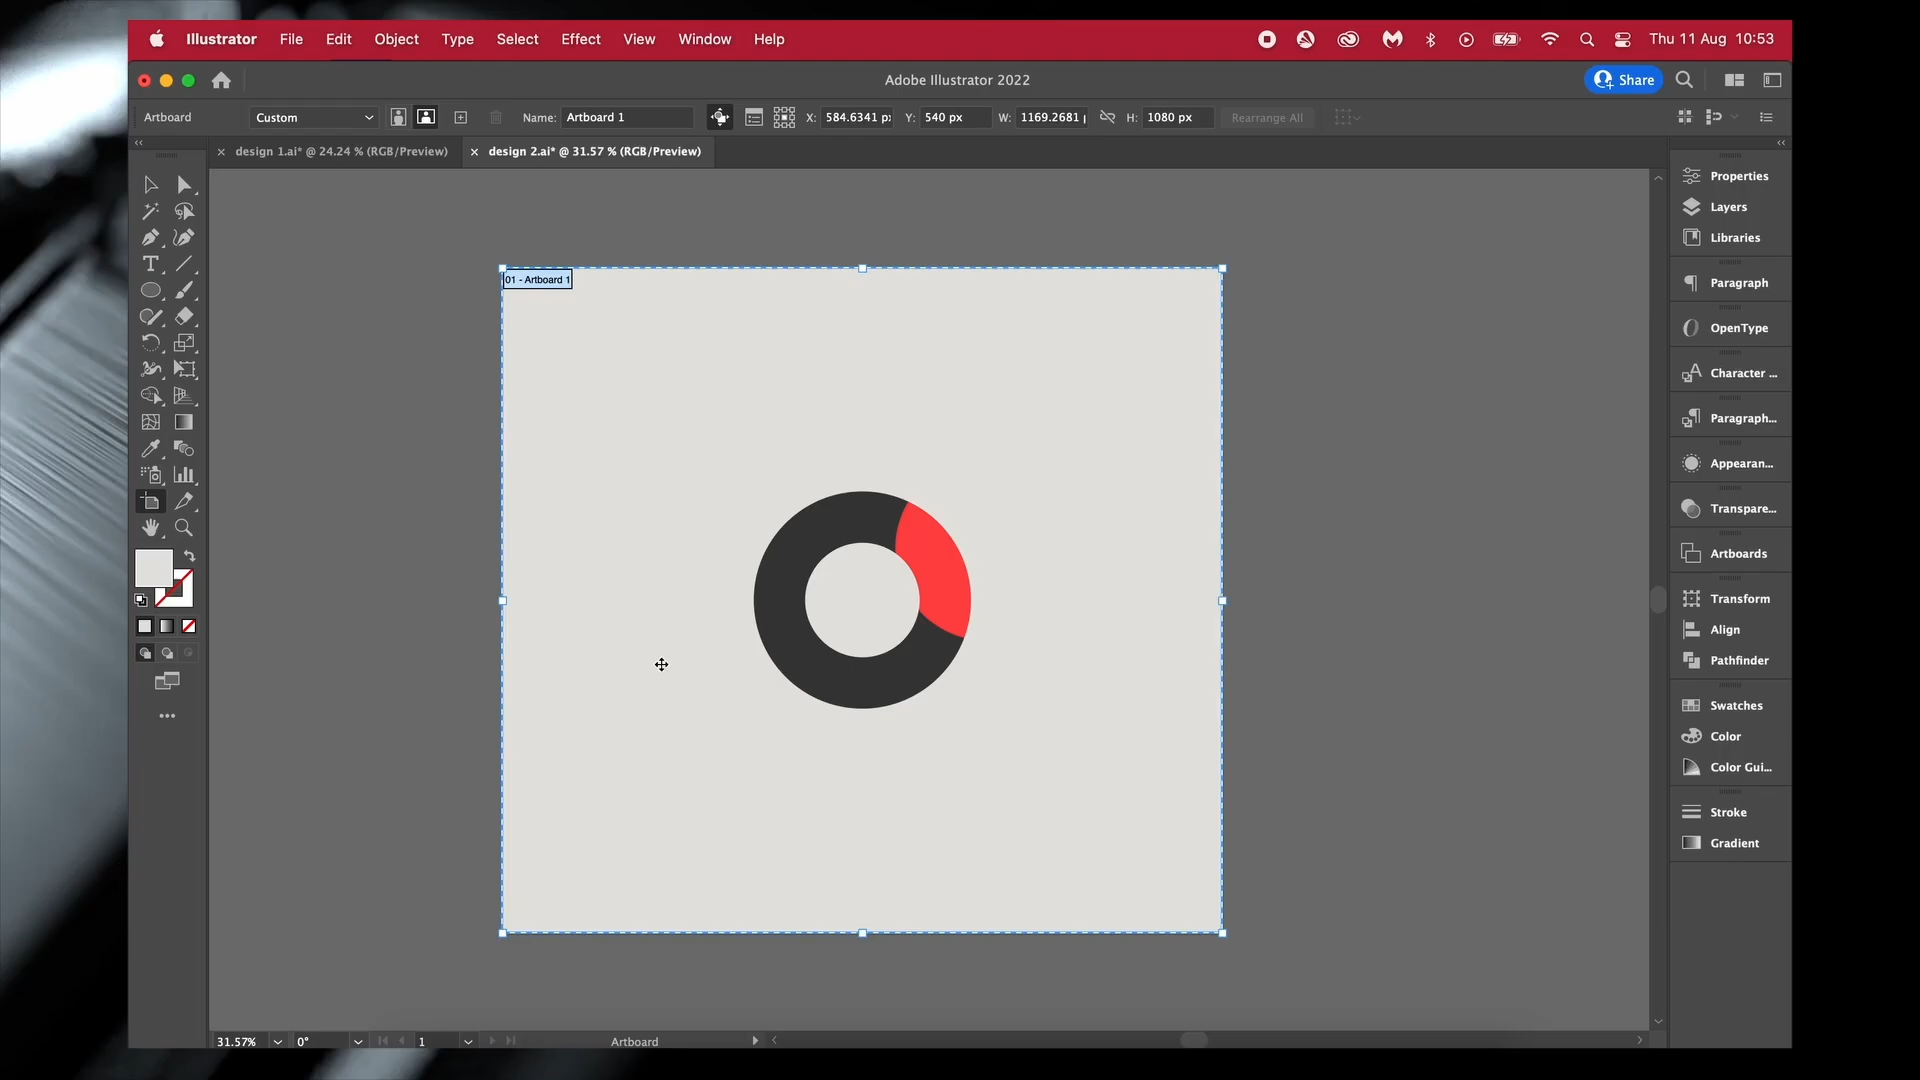 Illustrator File Edit Object Type Select Effect View Window Help Thu 11 Aug 10:53
Adobe Illustrator 2022 Share
Artboard Custom Name: Artboard 1 X: 584.6341 px Y: 540 px W: 1169.2681 H: 1080 px Rearrange All
design 1.ai* @ 24.24 % (RGB/Preview) design 2.ai* @ 31.57 % (RGB/Preview)
01 - Artboard 1
Properties
Layers
Libraries
Paragraph
OpenType
Character ...
Paragraph...
Appearan...
Transpare...
Artboards
Transform
Align
Pathfinder
Swatches
Color
Color Gui...
Stroke
Gradient
31.57% 0° 1 Artboard